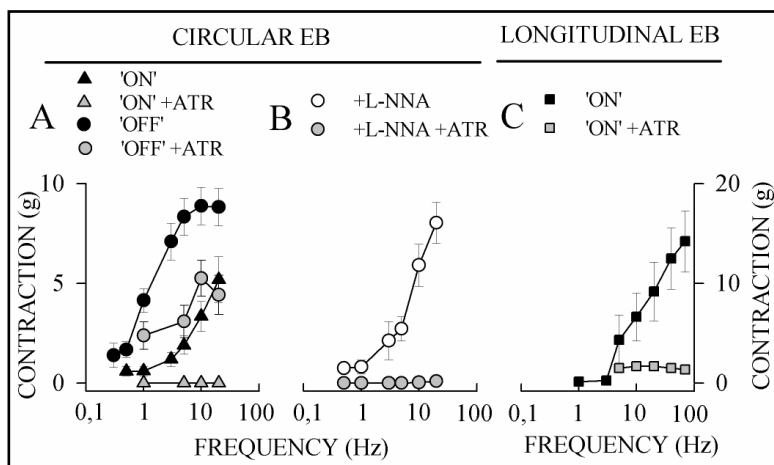 CIRCULAR EB
LONGITUDINAL EB
A
'ON'
'ON' +ATR
'OFF'
'OFF' +ATR
B
+L-NNA
+L-NNA +ATR
C
'ON'
'ON' +ATR
CONTRACTION (g)
10
5
0
0,1 1 10 100
0,1 1 10 100
0,1 1 10 100
20
10
0
CONTRACTION (g)
FREQUENCY (Hz)
FREQUENCY (Hz)